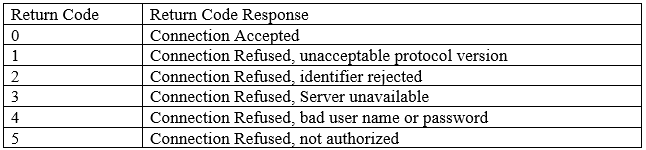 Return Code Return Code Response
0 Connection Accepted
1 Connection Refused, unacceptable protocol version
2 Connection Refused, identifier rejected
3 Connection Refused, Server unavailable
4 Connection Refused, bad user name or password
5 Connection Refused, not authorized